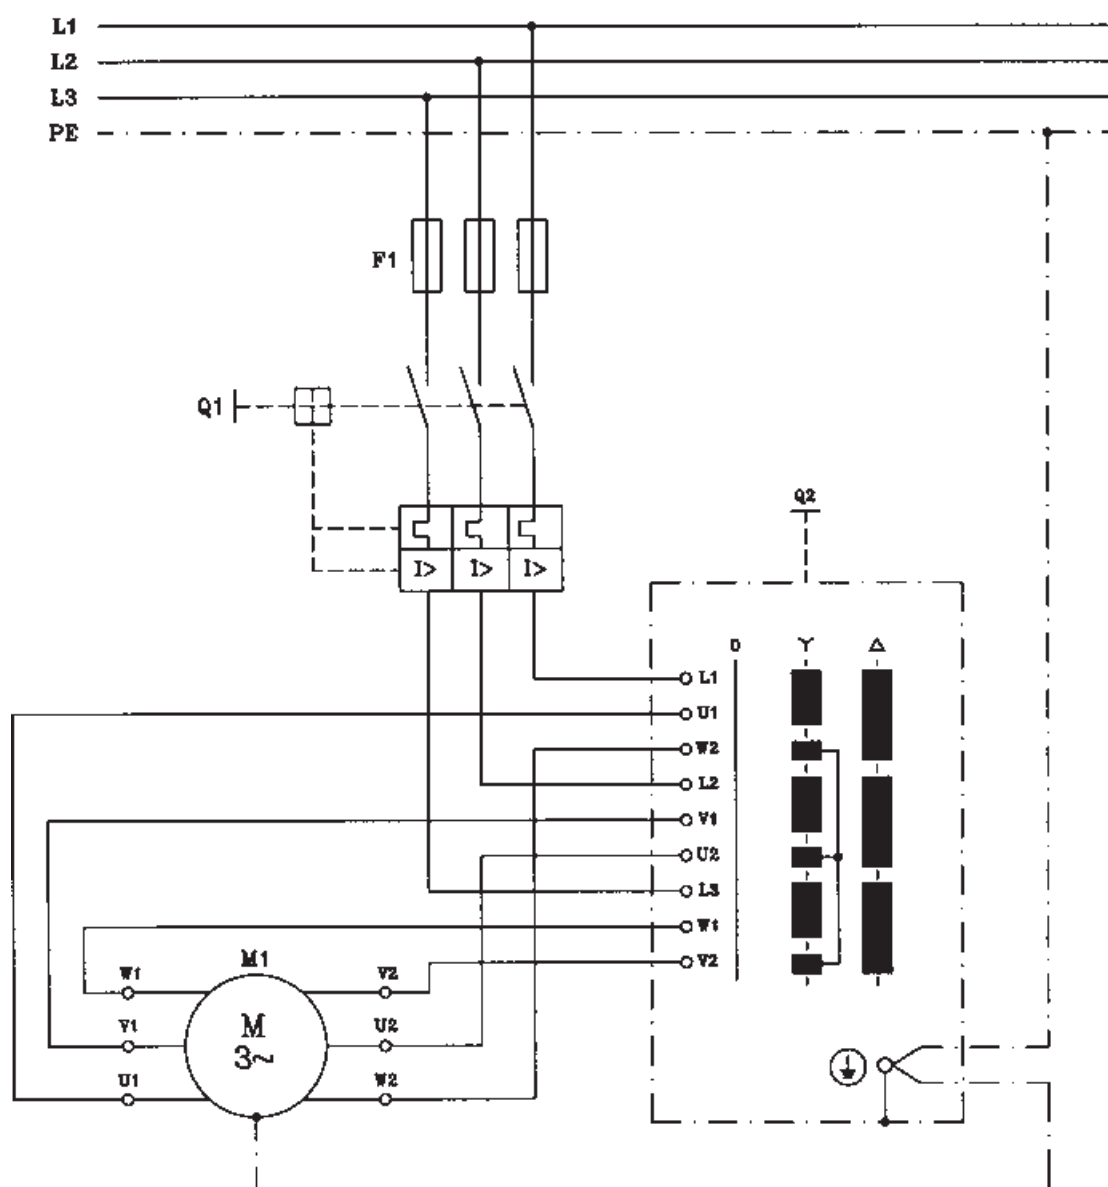 L1
L2
L3
PE
F1
Q1
Q2
I> I> I>
0 Y Δ
L1
U1
W2
L2
V1
U2
L3
W1
V2
M1
W1 V2
M
V1 U2
3~
U1 W2